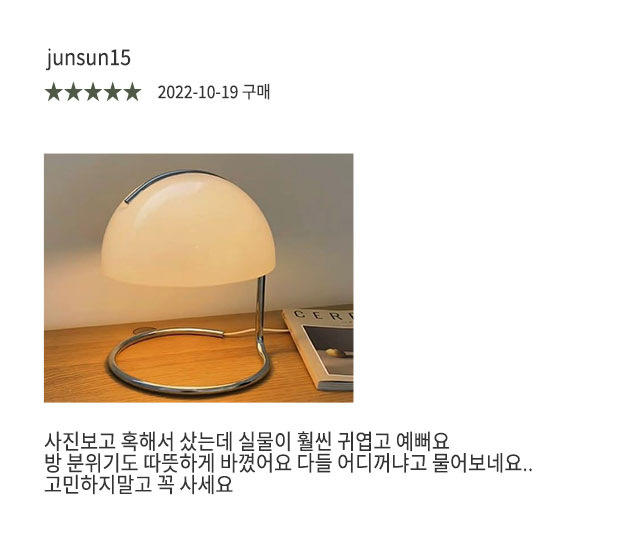 junsun15
★★★★★ 2022-10-19 구매
CERE
사진보고 혹해서 샀는데 실물이 훨씬 귀엽고 예뻐요
방 분위기도 따뜻하게 바꼈어요 다들 어디꺼냐고 물어보네요..
고민하지말고 꼭 사세요